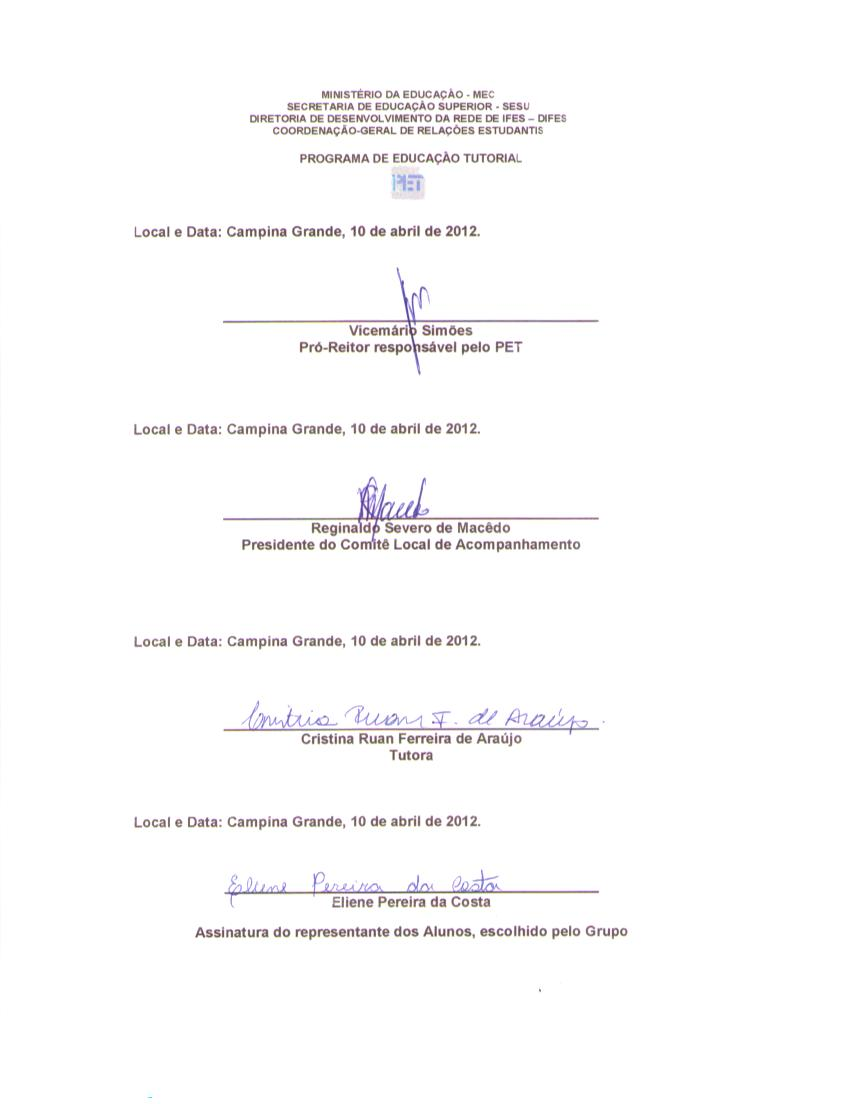 MINISTÉRIO DA EDUCAÇÃO - MEC
SECRETARIA DE EDUCAÇÃO SUPERIOR - SESU
DIRETORIA DE DESENVOLVIMENTO DA REDE DE IFES – DIFES
COORDENAÇÃO-GERAL DE RELAÇÕES ESTUDANTIS
PROGRAMA DE EDUCAÇÃO TUTORIAL
PET
Local e Data: Campina Grande, 10 de abril de 2012.
Vicemário Simões
Pró-Reitor responsável pelo PET
Local e Data: Campina Grande, 10 de abril de 2012.
Reginaldo Severo de Macêdo
Presidente do Comitê Local de Acompanhamento
Local e Data: Campina Grande, 10 de abril de 2012.
Cristina Ruan F. de Araújo.
Cristina Ruan Ferreira de Araújo
Tutora
Local e Data: Campina Grande, 10 de abril de 2012.
Eliene Pereira da Costa
Eliene Pereira da Costa
Assinatura do representante dos Alunos, escolhido pelo Grupo